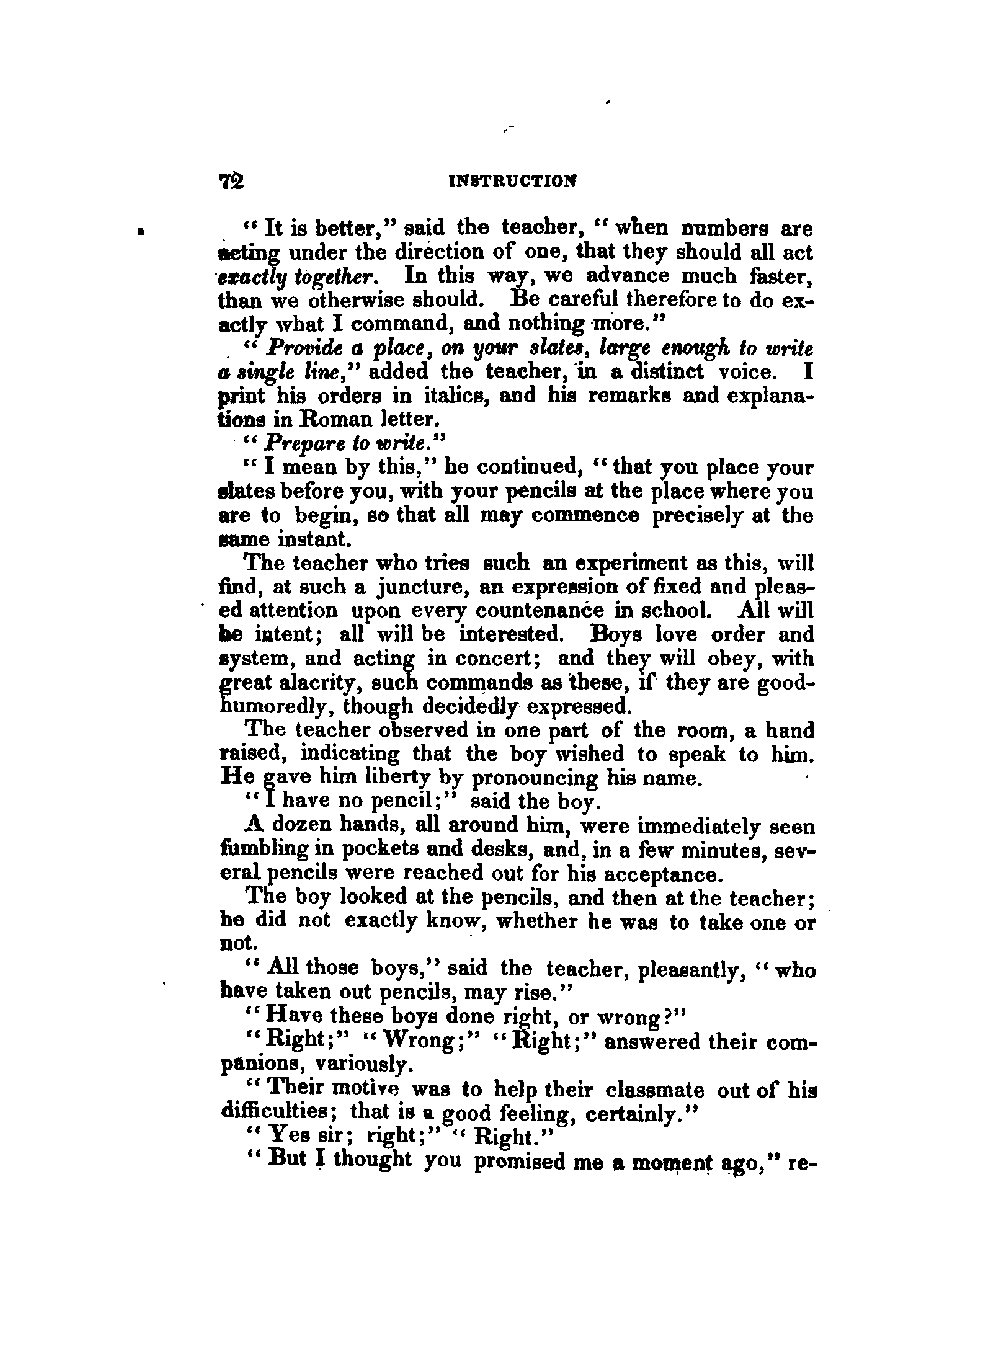 72 INSTRUCTION
“ It is better,” said the teacher, “ when numbers are
acting under the direction of one, that they should all act
exactly together. In this way, we advance much faster,
than we otherwise should. Be careful therefore to do ex-
actly what I command, and nothing more.”
“ Provide a place, on your slates, large enough to write
a single line,” added the teacher, in a distinct voice. I
print his orders in italics, and his remarks and explana-
tions in Roman letter.
“ Prepare to write.”
“ I mean by this,” he continued, “ that you place your
slates before you, with your pencils at the place where you
are to begin, so that all may commence precisely at the
same instant.
The teacher who tries such an experiment as this, will
find, at such a juncture, an expression of fixed and pleas-
ed attention upon every countenance in school. All will
be intent; all will be interested. Boys love order and
system, and acting in concert; and they will obey, with
great alacrity, such commands as these, if they are good-
humoredly, though decidedly expressed.
The teacher observed in one part of the room, a hand
raised, indicating that the boy wished to speak to him.
He gave him liberty by pronouncing his name.
“ I have no pencil;” said the boy.
A dozen hands, all around him, were immediately seen
fumbling in pockets and desks, and, in a few minutes, sev-
eral pencils were reached out for his acceptance.
The boy looked at the pencils, and then at the teacher;
he did not exactly know, whether he was to take one or
not.
“ All those boys,” said the teacher, pleasantly, “ who
have taken out pencils, may rise.”
“ Have these boys done right, or wrong?”
“ Right;” “ Wrong;” “ Right;” answered their com-
panions, variously.
“ Their motive was to help their classmate out of his
difficulties; that is a good feeling, certainly.”
“ Yes sir; right;” “ Right.”
“ But I thought you promised me a moment ago,” re-